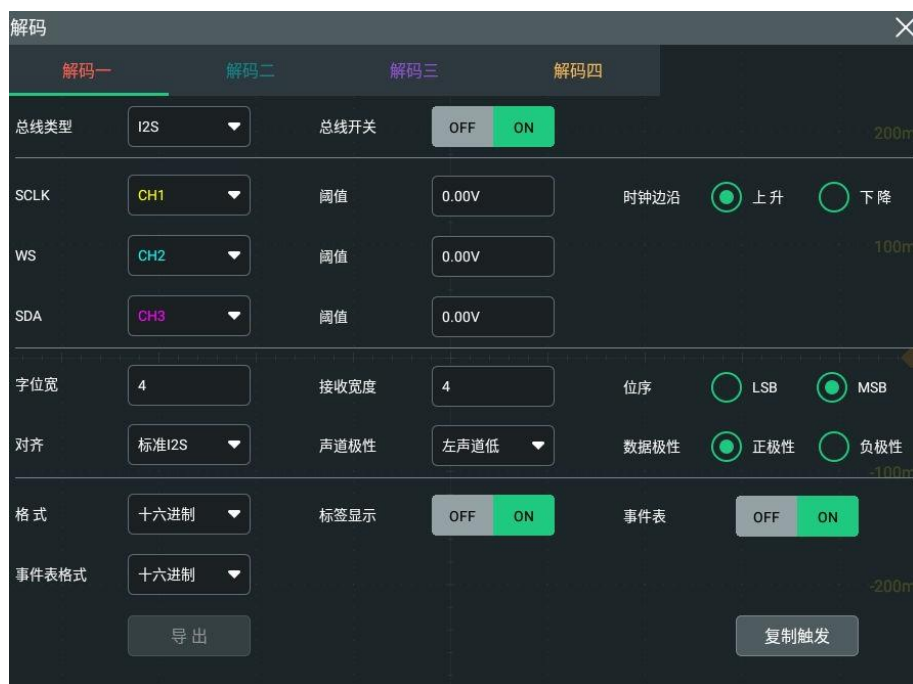 解码
解码一 解码二 解码三 解码四
总线类型 I2S 总线开关 OFF ON
200m
SCLK CH1 阈值 0.00V 时钟边沿 上升 下降
100m
WS CH2 阈值 0.00V
SDA CH3 阈值 0.00V
字位宽 4 接收宽度 4 位序 LSB MSB
对齐 标准I2S 声道极性 左声道低 数据极性 正极性 负极性
-100m
格式 十六进制 标签显示 OFF ON 事件表 OFF ON
事件表格式 十六进制
-200m
导出 复制触发